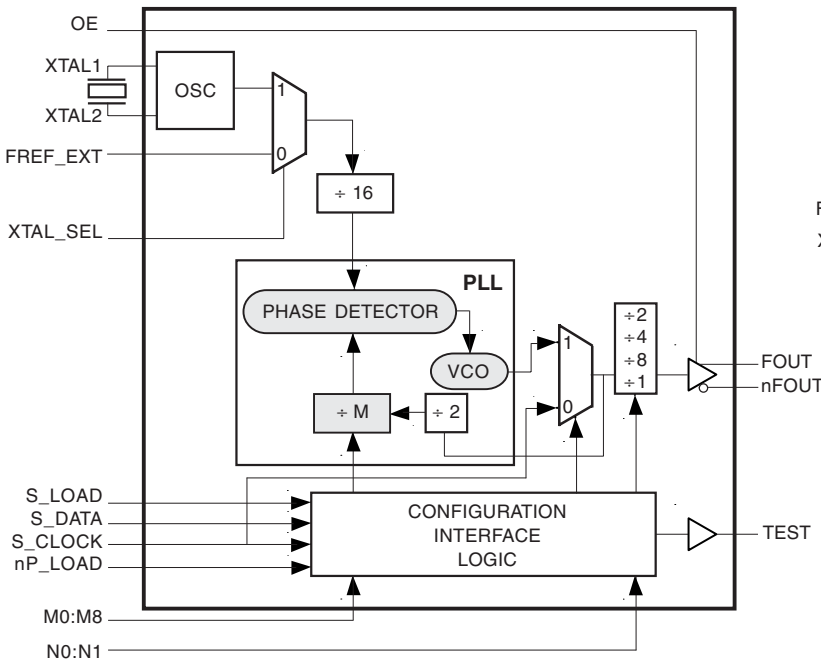 OE
XTAL1
OSC
XTAL2
1
0
FREF_EXT
÷ 16
XTAL_SEL
PLL
PHASE DETECTOR
VCO
÷ M
÷ 2
1
0
÷2
÷4
÷8
÷1
FOUT
nFOUT
S_LOAD
S_DATA
S_CLOCK
nP_LOAD
CONFIGURATION
INTERFACE
LOGIC
TEST
M0:M8
N0:N1